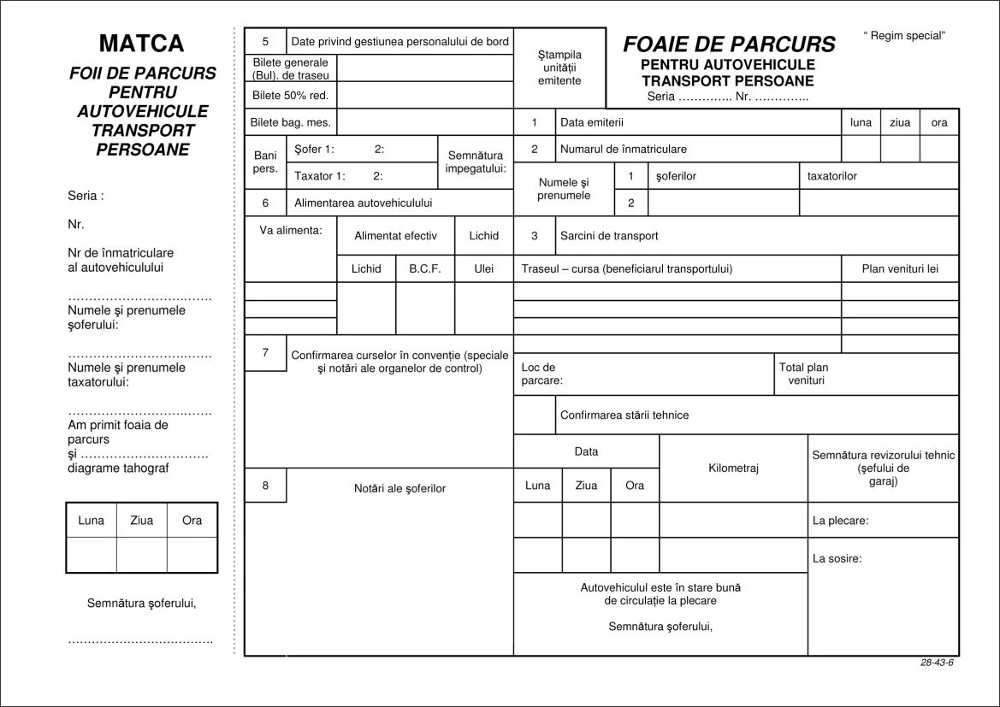 MATCA
FOII DE PARCURS
PENTRU
AUTOVEHICULE
TRANSPORT
PERSOANE
Seria :
Nr.
Nr de înmatriculare
al autovehiculului
…………………………..…….
Numele şi prenumele
şoferului:
…………………………..…….
Numele şi prenumele
taxatorului:
…………………………..…….
Am primit foaia de
parcurs
şi ………………………….
diagrame tahograf
Luna Ziua Ora
Semnătura şoferului,
…………………………….
5 Date privind gestiunea personalului de bord
Bilete generale
(Bul). de traseu
Bilete 50% red.
Bilete bag. mes.
Bani
pers.
Şofer 1: 2:
Taxator 1: 2:
Semnătura
impegatului:
6 Alimentarea autovehiculului
Va alimenta:
Alimentat efectiv Lichid
Lichid B.C.F. Ulei
7 Confirmarea curselor în convenţie (speciale
şi notări ale organelor de control)
8 Notări ale şoferilor
Ştampila
unităţii
emitente
FOAIE DE PARCURS
“ Regim special”
PENTRU AUTOVEHICULE
TRANSPORT PERSOANE
Seria ………….. Nr. …………..
1 Data emiterii luna ziua ora
2 Numarul de înmatriculare
Numele şi
prenumele
1 şoferilor taxatorilor
2
3 Sarcini de transport
Traseul – cursa (beneficiarul transportului) Plan venituri lei
Loc de
parcare:
Total plan
venituri
Confirmarea stării tehnice
Data
Kilometraj
Semnătura revizorului tehnic
(şefului de
garaj)
Luna Ziua Ora
La plecare:
La sosire:
Autovehiculul este în stare bună
de circulaţie la plecare
Semnătura şoferului,
28-43-6